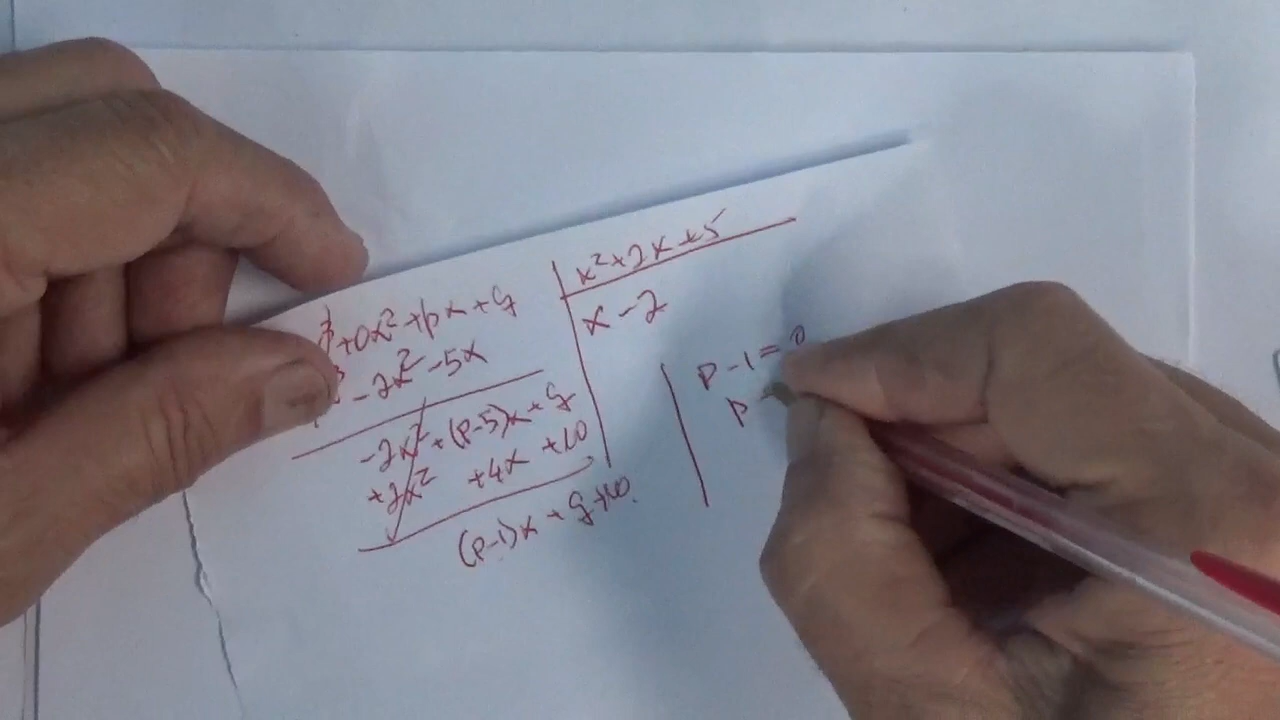 +0x² +px +q
x² +2x +5
- 2x² -5x
x - 2
-2x² +(p-5)x +q
+2x² +4x +10
(p-1)x + q+10
p - 1 = 0
p